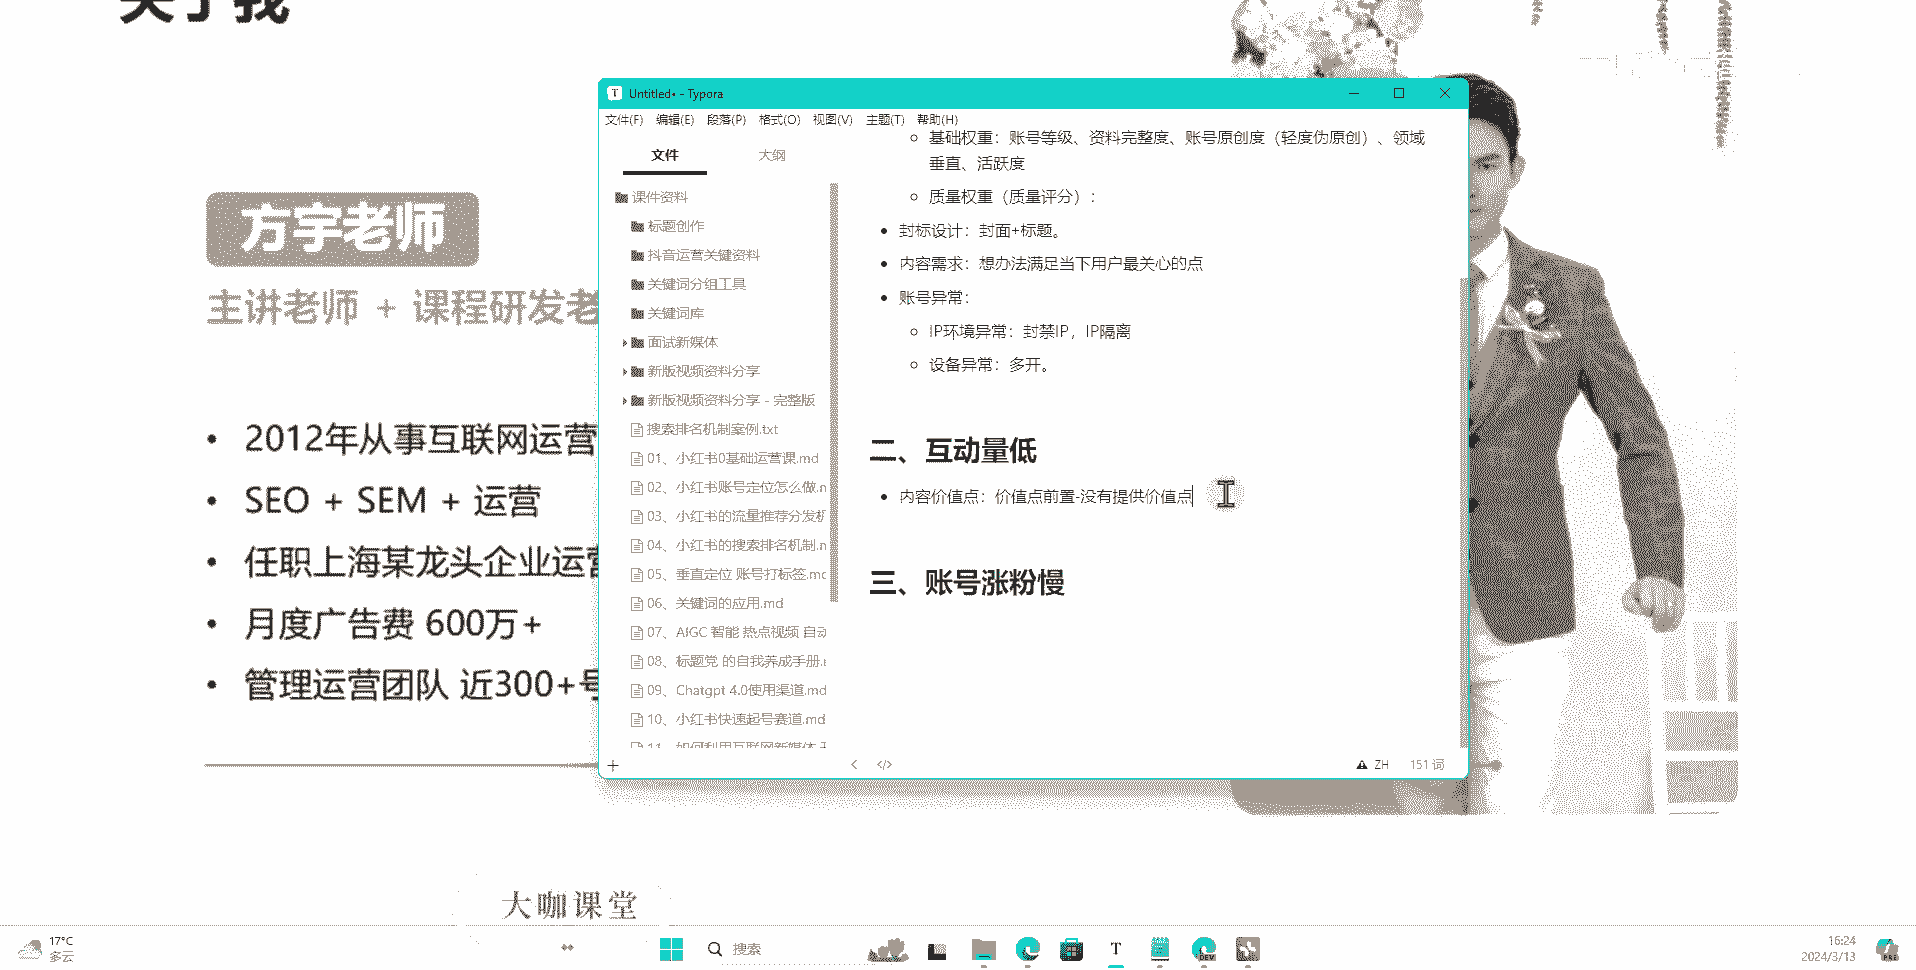 关于我
方宇老师
主讲老师 + 课程研发老
• 2012年从事互联网运营
• SEO + SEM + 运营
• 任职上海某龙头企业运营
• 月度广告费 600万+
• 管理运营团队 近300+号
大咖课堂
Untitled• - Typora
文件(F) 编辑(E) 段落(P) 格式(O) 视图(V) 主题(T) 帮助(H)
文件 大纲
课件资料
标题创作
抖音运营关键资料
关键词分组工具
关键词库
面试新媒体
新版视频资料分享
新版视频资料分享 - 完整版
搜索排名机制案例.txt
01、小红书0基础运营课.md
02、小红书账号定位怎么做.m
03、小红书的流量推荐分发机
04、小红书的搜索排名机制.m
05、垂直定位 账号打标签.mc
06、关键词的应用.md
07、AIGC 智能 热点视频 自动
08、标题党 的自我养成手册.r
09、Chatgpt 4.0使用渠道.md
10、小红书快速起号赛道.md
11、如何利用互联网新媒体
基础权重：账号等级、资料完整度、账号原创度（轻度伪原创）、领域
垂直、活跃度
质量权重（质量评分）：
• 封标设计：封面+标题。
• 内容需求：想办法满足当下用户最关心的点
• 账号异常：
IP环境异常：封禁IP，IP隔离
设备异常：多开。
二、互动量低
• 内容价值点：价值点前置-没有提供价值点
三、账号涨粉慢
ZH 151 词
17°C
多云
搜索
DEV
16:24
2024/3/13
PRE